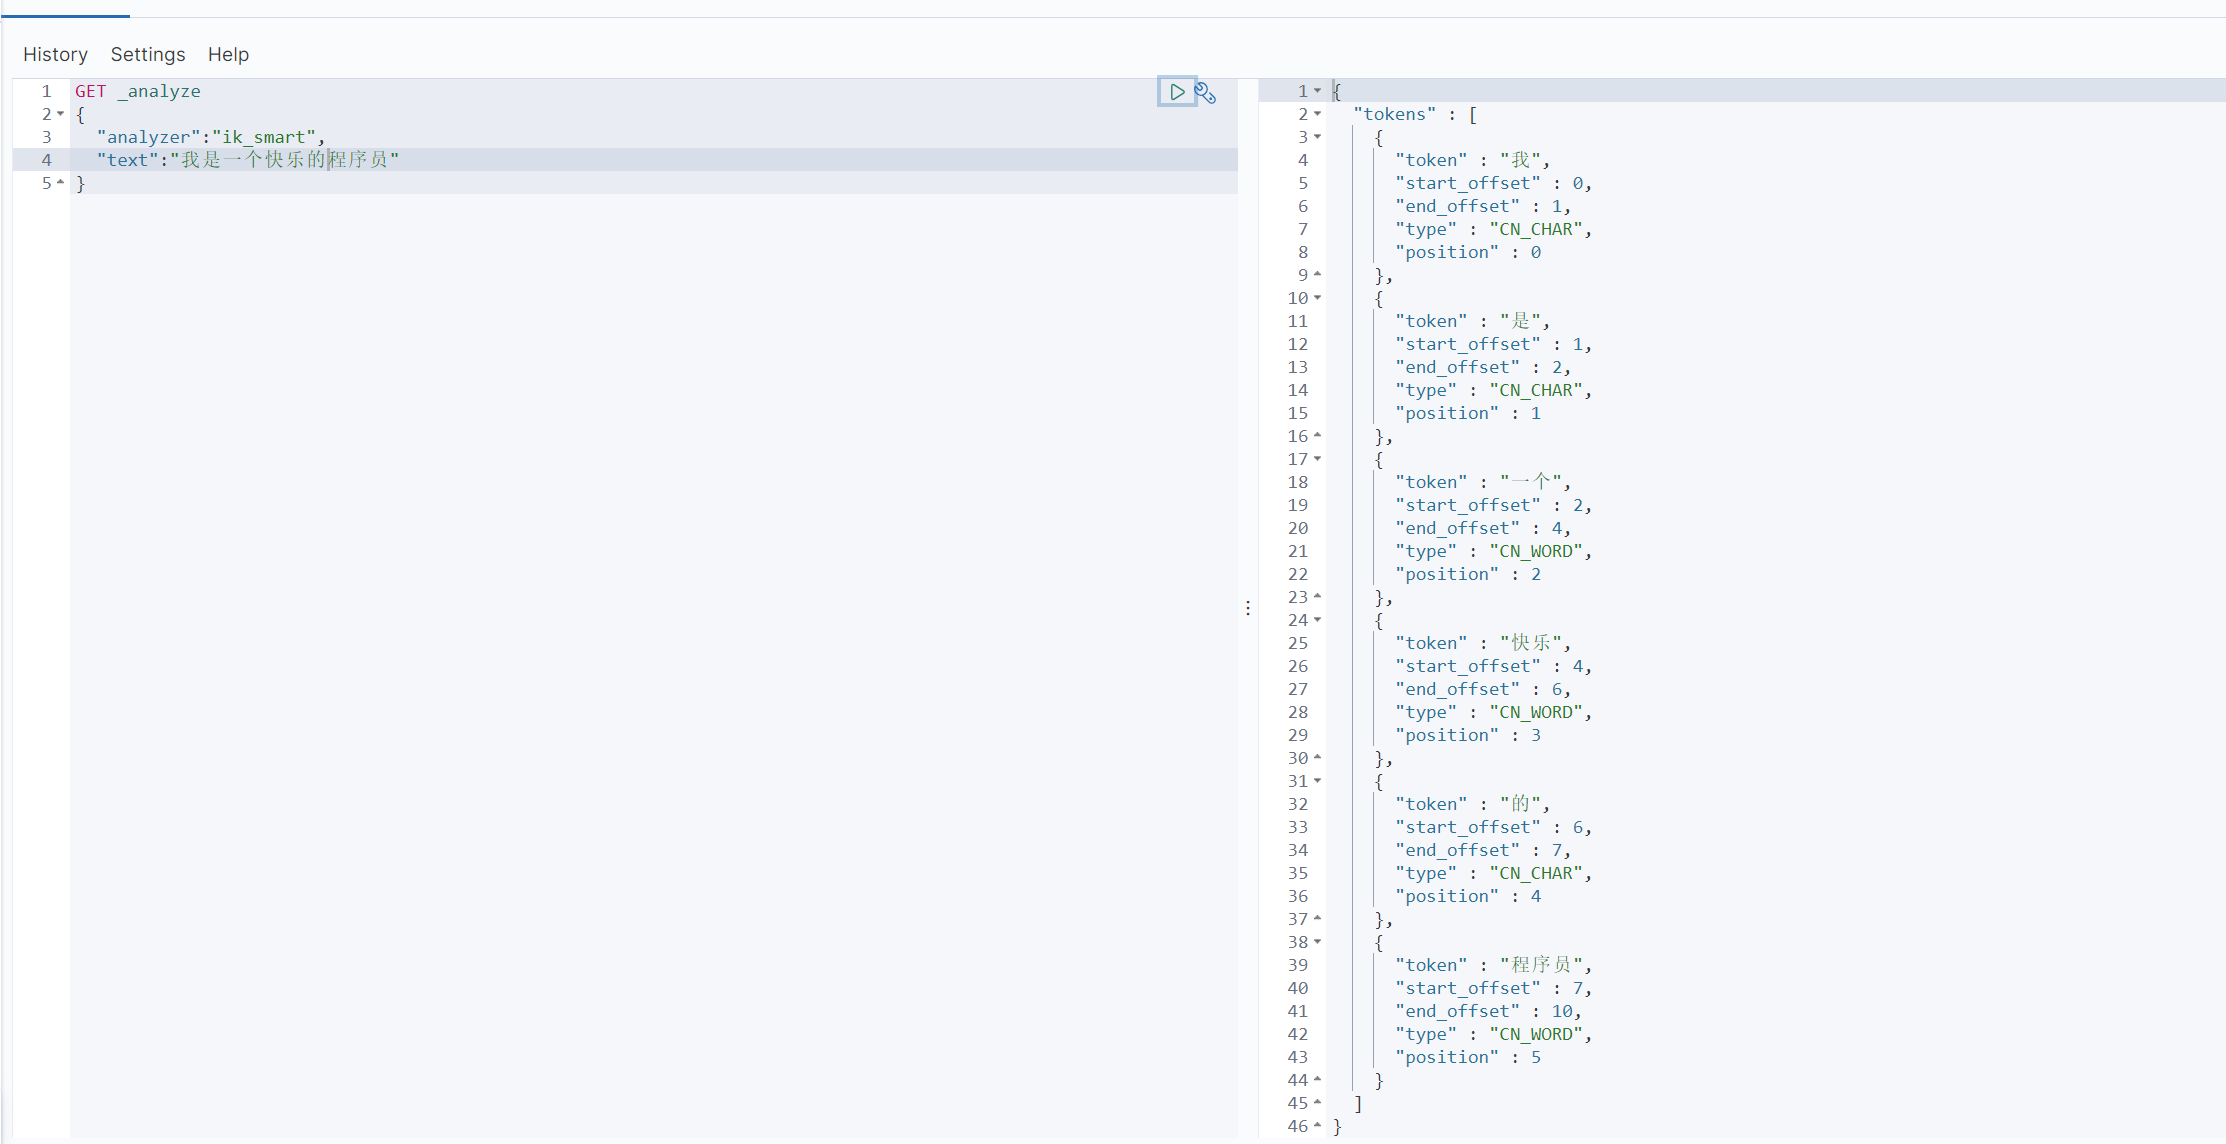 History Settings Help
1 GET _analyze
2 {
3 "analyzer":"ik_smart",
4 "text":"我是一个快乐的程序员"
5 }
1 {
2 "tokens" : [
3 {
4 "token" : "我",
5 "start_offset" : 0,
6 "end_offset" : 1,
7 "type" : "CN_CHAR",
8 "position" : 0
9 },
10 {
11 "token" : "是",
12 "start_offset" : 1,
13 "end_offset" : 2,
14 "type" : "CN_CHAR",
15 "position" : 1
16 },
17 {
18 "token" : "一个",
19 "start_offset" : 2,
20 "end_offset" : 4,
21 "type" : "CN_WORD",
22 "position" : 2
23 },
24 {
25 "token" : "快乐",
26 "start_offset" : 4,
27 "end_offset" : 6,
28 "type" : "CN_WORD",
29 "position" : 3
30 },
31 {
32 "token" : "的",
33 "start_offset" : 6,
34 "end_offset" : 7,
35 "type" : "CN_CHAR",
36 "position" : 4
37 },
38 {
39 "token" : "程序员",
40 "start_offset" : 7,
41 "end_offset" : 10,
42 "type" : "CN_WORD",
43 "position" : 5
44 }
45 ]
46 }